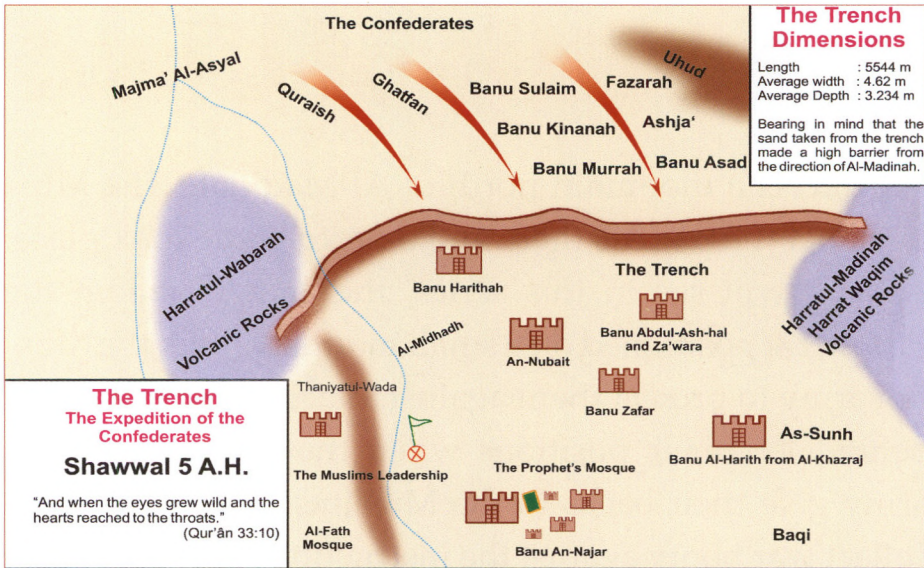 The Confederates
Majma' Al-Asyal
Quraish
Ghatfan
Banu Sulaim
Fazarah
Uhud
Banu Kinanah
Ashja‘
Banu Murrah
Banu Asad
The Trench
Dimensions
Length : 5544 m
Average width : 4.62 m
Average Depth : 3.234 m
Bearing in mind that the
sand taken from the trench
made a high barrier from
the direction of Al-Madinah.
Harratul-Wabarah
Volcanic Rocks
Banu Harithah
The Trench
Harratul-Madinah
Harrat Waqim
Volcanic Rocks
Al-Midhadh
An-Nubait
Banu Abdul-Ash-hal
and Za'wara
Thaniyatul-Wada
Banu Zafar
As-Sunh
Banu Al-Harith from Al-Khazraj
The Muslims Leadership
The Prophet's Mosque
Al-Fath
Mosque
Banu An-Najar
Baqi
The Trench
The Expedition of the
Confederates
Shawwal 5 A.H.
“And when the eyes grew wild and the
hearts reached to the throats.”
(Qur'ân 33:10)